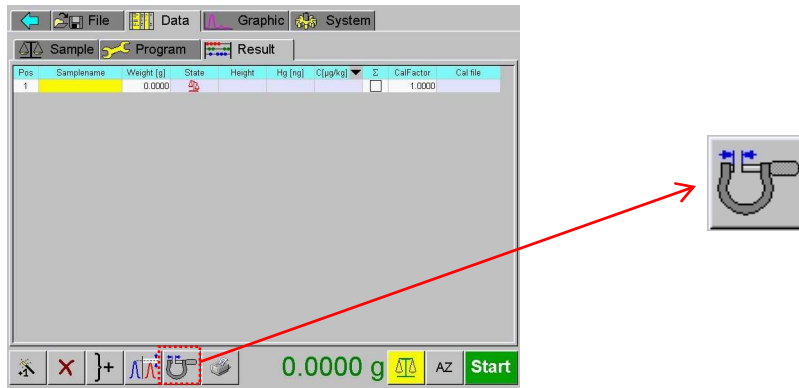 File Data Graphic System
Sample Program Result
Pos Samplename Weight [g] State Height Hg [ng] C[µg/kg] Σ CalFactor Cal file
1 0.0000 1.0000
}+ 0.0000 g AZ Start